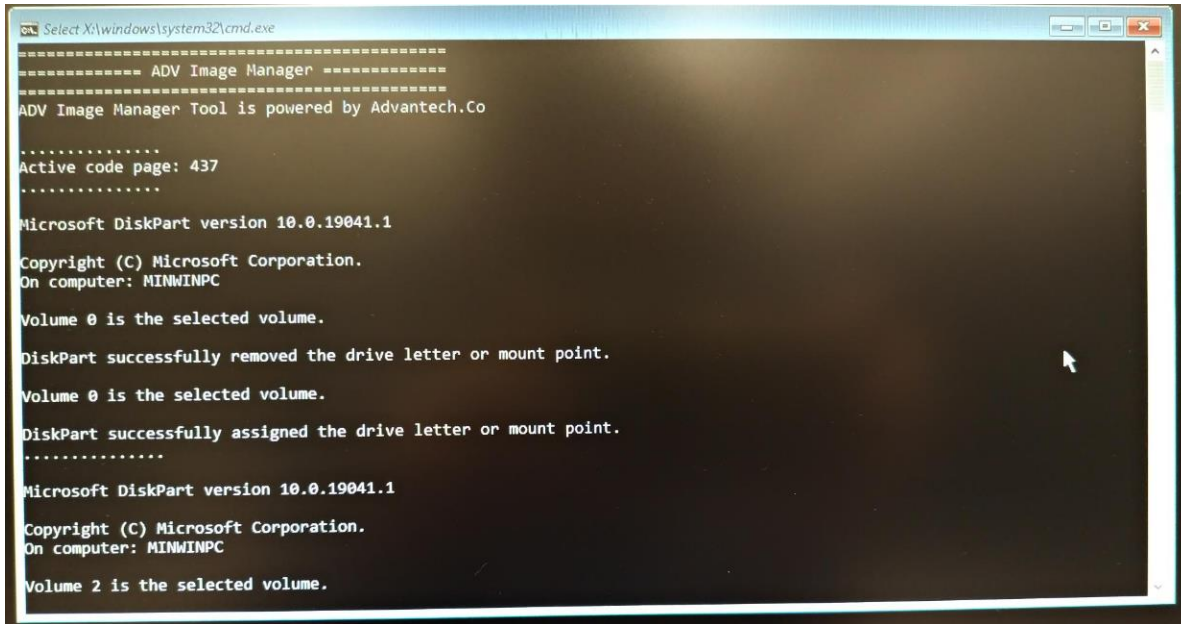 Select X:\windows\system32\cmd.exe
=============================================
============= ADV Image Manager =============
=============================================
ADV Image Manager Tool is powered by Advantech.Co
...............
Active code page: 437
...............
Microsoft DiskPart version 10.0.19041.1
Copyright (C) Microsoft Corporation.
On computer: MINWINPC
Volume 0 is the selected volume.
DiskPart successfully removed the drive letter or mount point.
Volume 0 is the selected volume.
DiskPart successfully assigned the drive letter or mount point.
...............
Microsoft DiskPart version 10.0.19041.1
Copyright (C) Microsoft Corporation.
On computer: MINWINPC
Volume 2 is the selected volume.